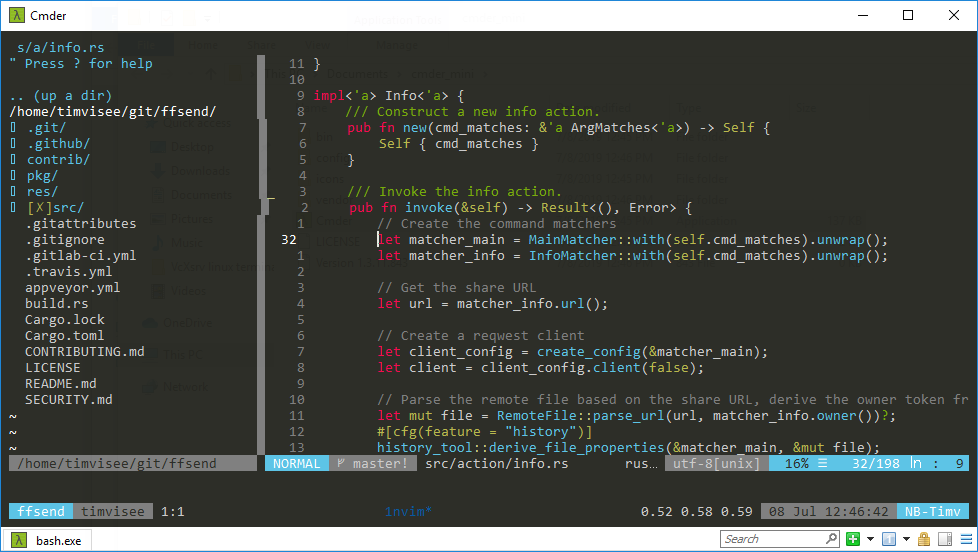 Cmder
s/a/info.rs
" Press ? for help
.. (up a dir)
/home/timvisee/git/ffsend/
.git/
.github/
contrib/
pkg/
res/
[X]src/
.gitattributes
.gitignore
.gitlab-ci.yml
.travis.yml
appveyor.yml
build.rs
Cargo.lock
Cargo.toml
CONTRIBUTING.md
LICENSE
README.md
SECURITY.md
~
~
~
/home/timvisee/git/ffsend
11 }
10
9 impl<'a> Info<'a> {
8 /// Construct a new info action.
7 pub fn new(cmd_matches: &'a ArgMatches<'a>) -> Self {
6 Self { cmd_matches }
5 }
4
3 /// Invoke the info action.
2 pub fn invoke(&self) -> Result<(), Error> {
1 // Create the command matchers
32 let matcher_main = MainMatcher::with(self.cmd_matches).unwrap();
1 let matcher_info = InfoMatcher::with(self.cmd_matches).unwrap();
2
3 // Get the share URL
4 let url = matcher_info.url();
5
6 // Create a reqwest client
7 let client_config = create_config(&matcher_main);
8 let client = client_config.client(false);
9
10 // Parse the remote file based on the share URL, derive the owner token fr
11 let mut file = RemoteFile::parse_url(url, matcher_info.owner())?;
12 #[cfg(feature = "history")]
13 history_tool::derive_file_properties(&matcher_main, &mut file);
NORMAL master! src/action/info.rs rus… utf-8[unix] 16% ☰ 32/198 ln : 9
ffsend timvisee 1:1 1nvim* 0.52 0.58 0.59 08 Jul 12:46:42 NB-Timv
bash.exe Search